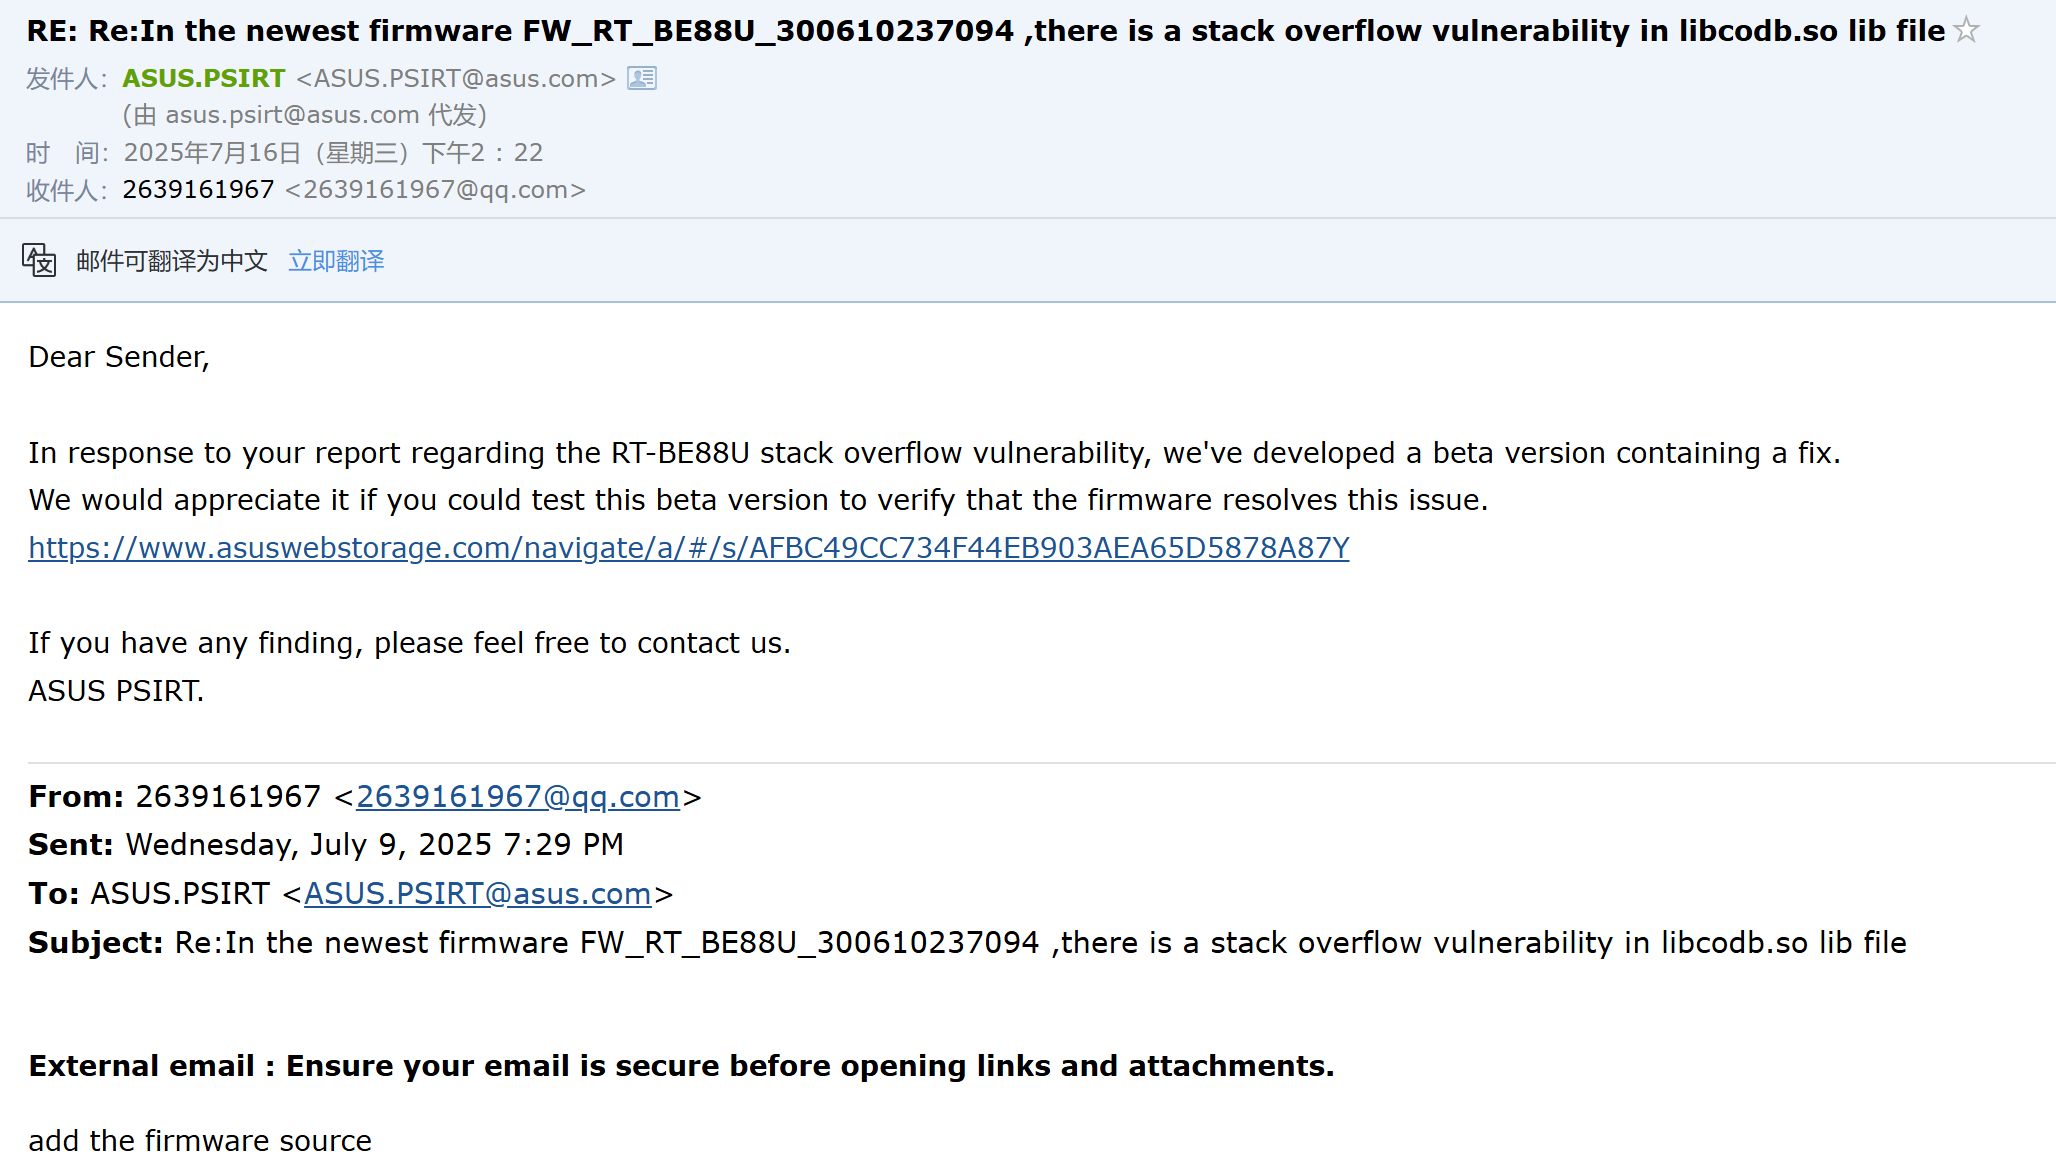 RE: Re:In the newest firmware FW_RT_BE88U_300610237094 ,there is a stack overflow vulnerability in libcodb.so lib file
发件人: ASUS.PSIRT <ASUS.PSIRT@asus.com>
(由 asus.psirt@asus.com 代发)
时 间: 2025年7月16日 (星期三) 下午2 : 22
收件人: 2639161967 <2639161967@qq.com>
邮件可翻译为中文 立即翻译
Dear Sender,
In response to your report regarding the RT-BE88U stack overflow vulnerability, we've developed a beta version containing a fix.
We would appreciate it if you could test this beta version to verify that the firmware resolves this issue.
https://www.asuswebstorage.com/navigate/a/#/s/AFBC49CC734F44EB903AEA65D5878A87Y
If you have any finding, please feel free to contact us.
ASUS PSIRT.
From: 2639161967 <2639161967@qq.com>
Sent: Wednesday, July 9, 2025 7:29 PM
To: ASUS.PSIRT <ASUS.PSIRT@asus.com>
Subject: Re:In the newest firmware FW_RT_BE88U_300610237094 ,there is a stack overflow vulnerability in libcodb.so lib file
External email : Ensure your email is secure before opening links and attachments.
add the firmware source